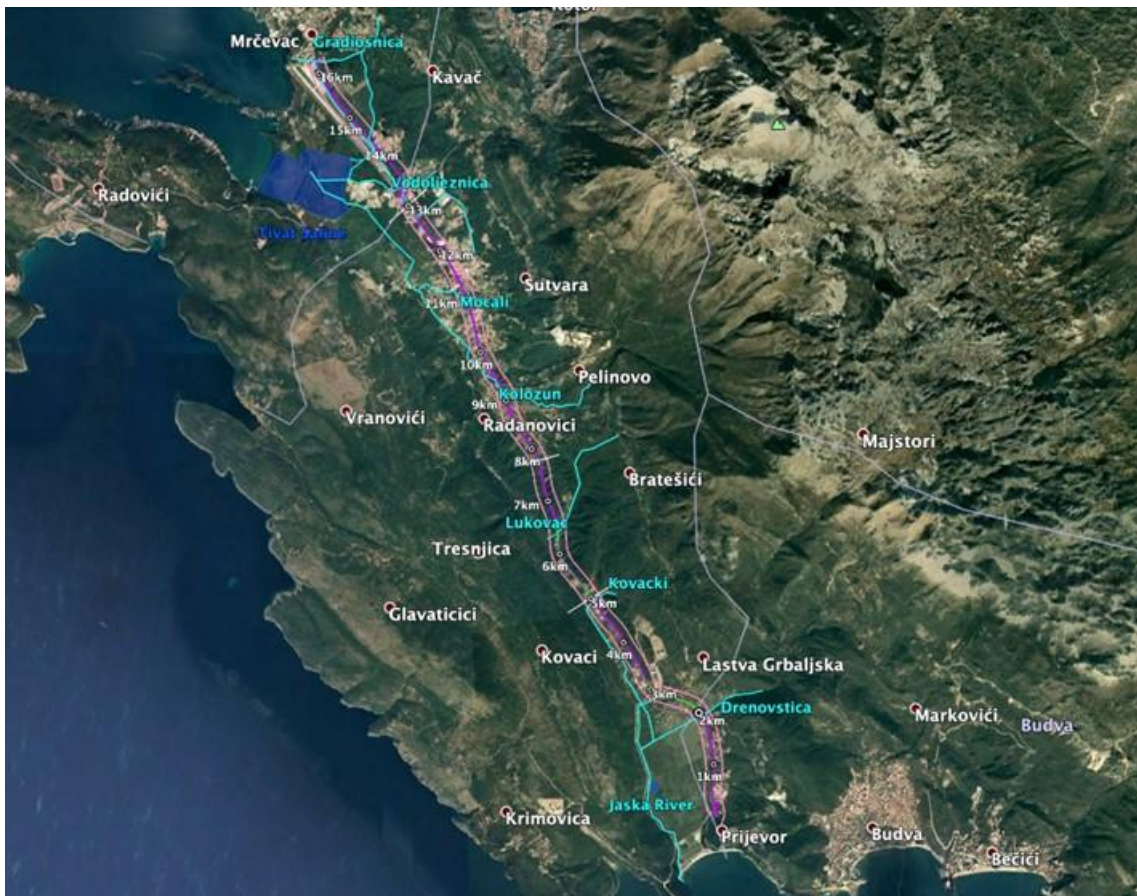 Kotor
Mrčevac
Gradiosnica
Kavač
16km
15km
14km
Radovići
Vodoljeznica
13km
Tivat Saline
12km
Sutvara
11km
Mocali
10km
Pelinovo
Kolozun
9km
Vranovići
Radanovici
Majstori
8km
Bratešići
7km
Lukovac
Tresnjica
6km
Kovacki
5km
Glavaticici
4km
Kovaci
Lastva Grbaljska
3km
Drenovstica
2km
Markovići
Budva
1km
Jaska River
Krimovica
Prijevor
Budva
Bečići